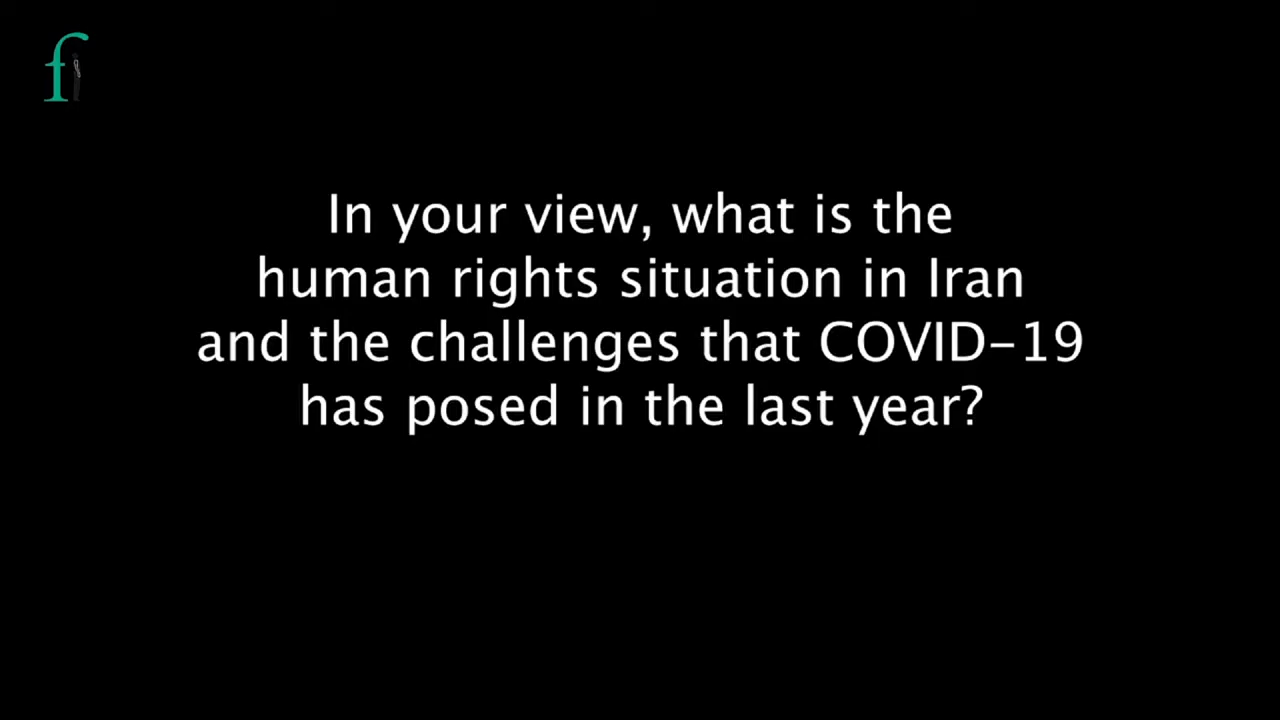 f
In your view, what is the
human rights situation in Iran
and the challenges that COVID-19
has posed in the last year?